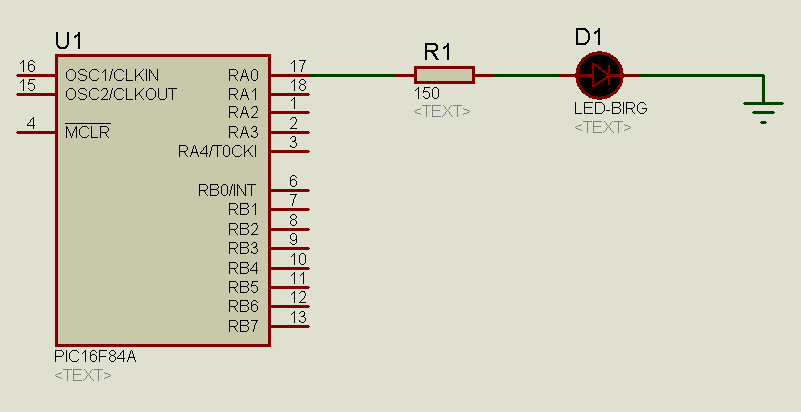 U1
16 OSC1/CLKIN RA0 17
15 OSC2/CLKOUT RA1 18
RA2 1
4 MCLR RA3 2
RA4/T0CKI 3
RB0/INT 6
RB1 7
RB2 8
RB3 9
RB4 10
RB5 11
RB6 12
RB7 13
PIC16F84A
<TEXT>
R1
150
<TEXT>
D1
LED-BIRG
<TEXT>